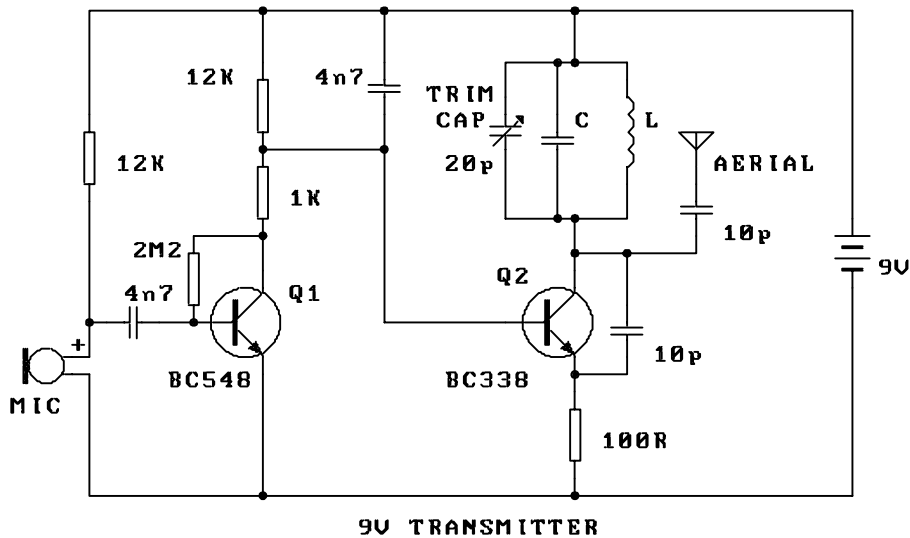 12K
4n7
TRIM
CAP
20p
C
L
AERIAL
12K
1K
10p
2M2
4n7
Q1
Q2
9V
+
MIC
BC548
BC338
10p
100R
9V TRANSMITTER